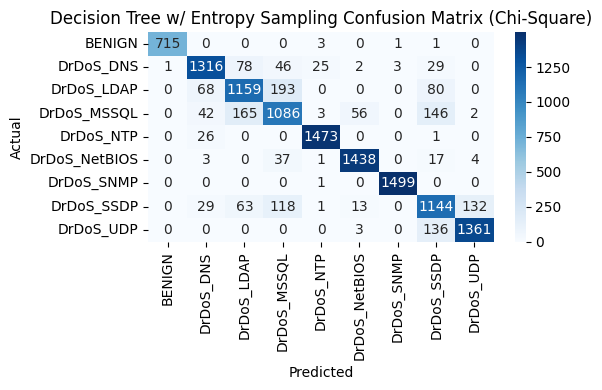 Decision Tree w/ Entropy Sampling Confusion Matrix (Chi-Square)
BENIGN 715 0 0 0 3 0 1 1 0
DrDoS_DNS 1 1316 78 46 25 2 3 29 0
DrDoS_LDAP 0 68 1159 193 0 0 0 80 0
DrDoS_MSSQL 0 42 165 1086 3 56 0 146 2
DrDoS_NTP 0 26 0 0 1473 0 0 1 0
DrDoS_NetBIOS 0 3 0 37 1 1438 0 17 4
DrDoS_SNMP 0 0 0 0 1 0 1499 0 0
DrDoS_SSDP 0 29 63 118 1 13 0 1144 132
DrDoS_UDP 0 0 0 0 0 3 0 136 1361
Actual
BENIGN
DrDoS_DNS
DrDoS_LDAP
DrDoS_MSSQL
DrDoS_NTP
DrDoS_NetBIOS
DrDoS_SNMP
DrDoS_SSDP
DrDoS_UDP
Predicted
1250
1000
750
500
250
0